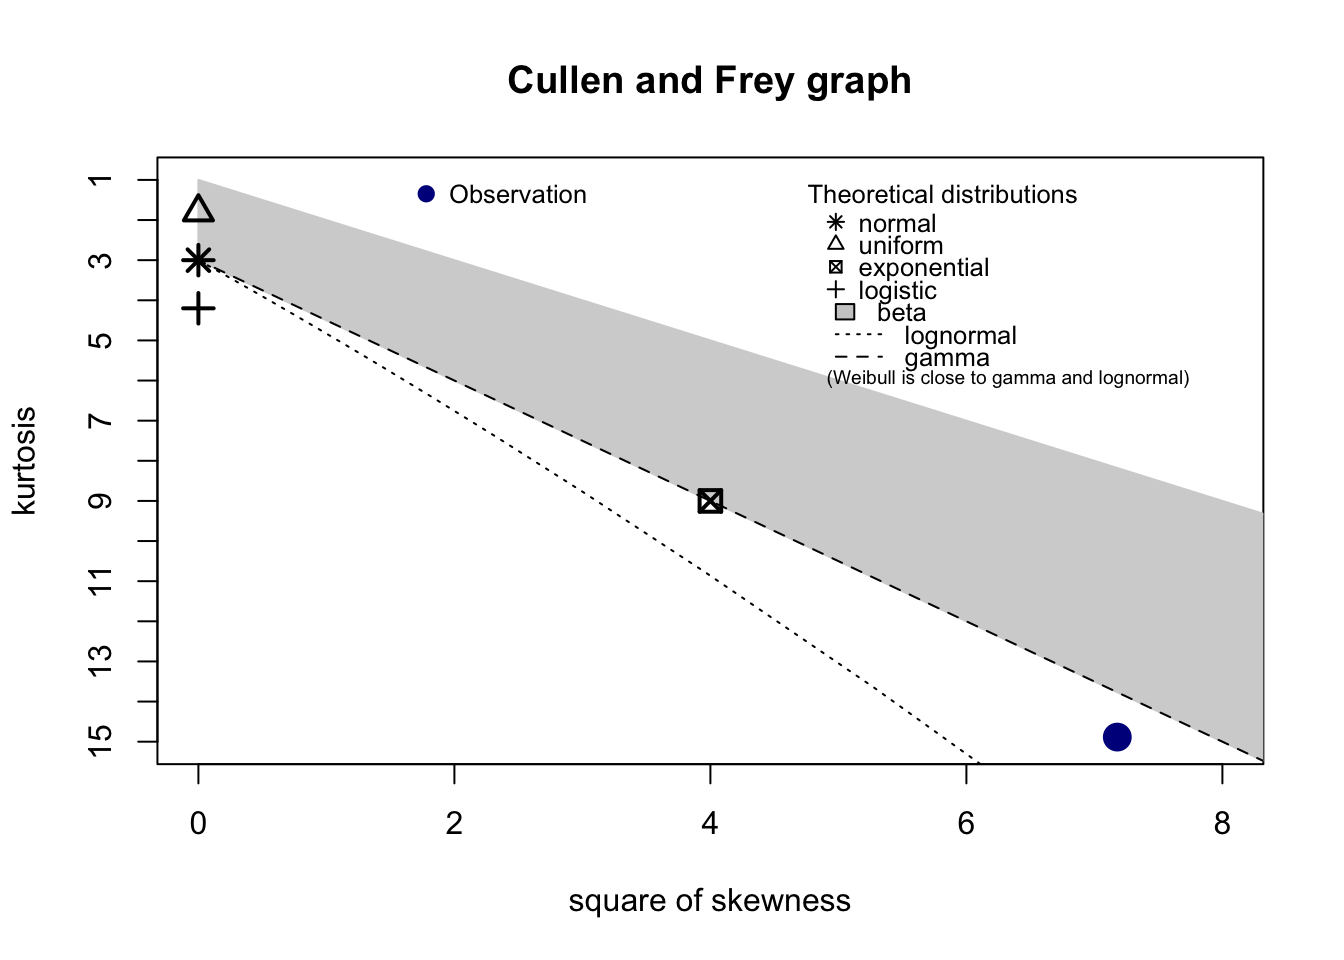 Cullen and Frey graph
Observation
Theoretical distributions
normal
uniform
exponential
logistic
beta
lognormal
gamma
(Weibull is close to gamma and lognormal)
kurtosis
1
3
5
7
9
11
13
15
0 2 4 6 8
square of skewness